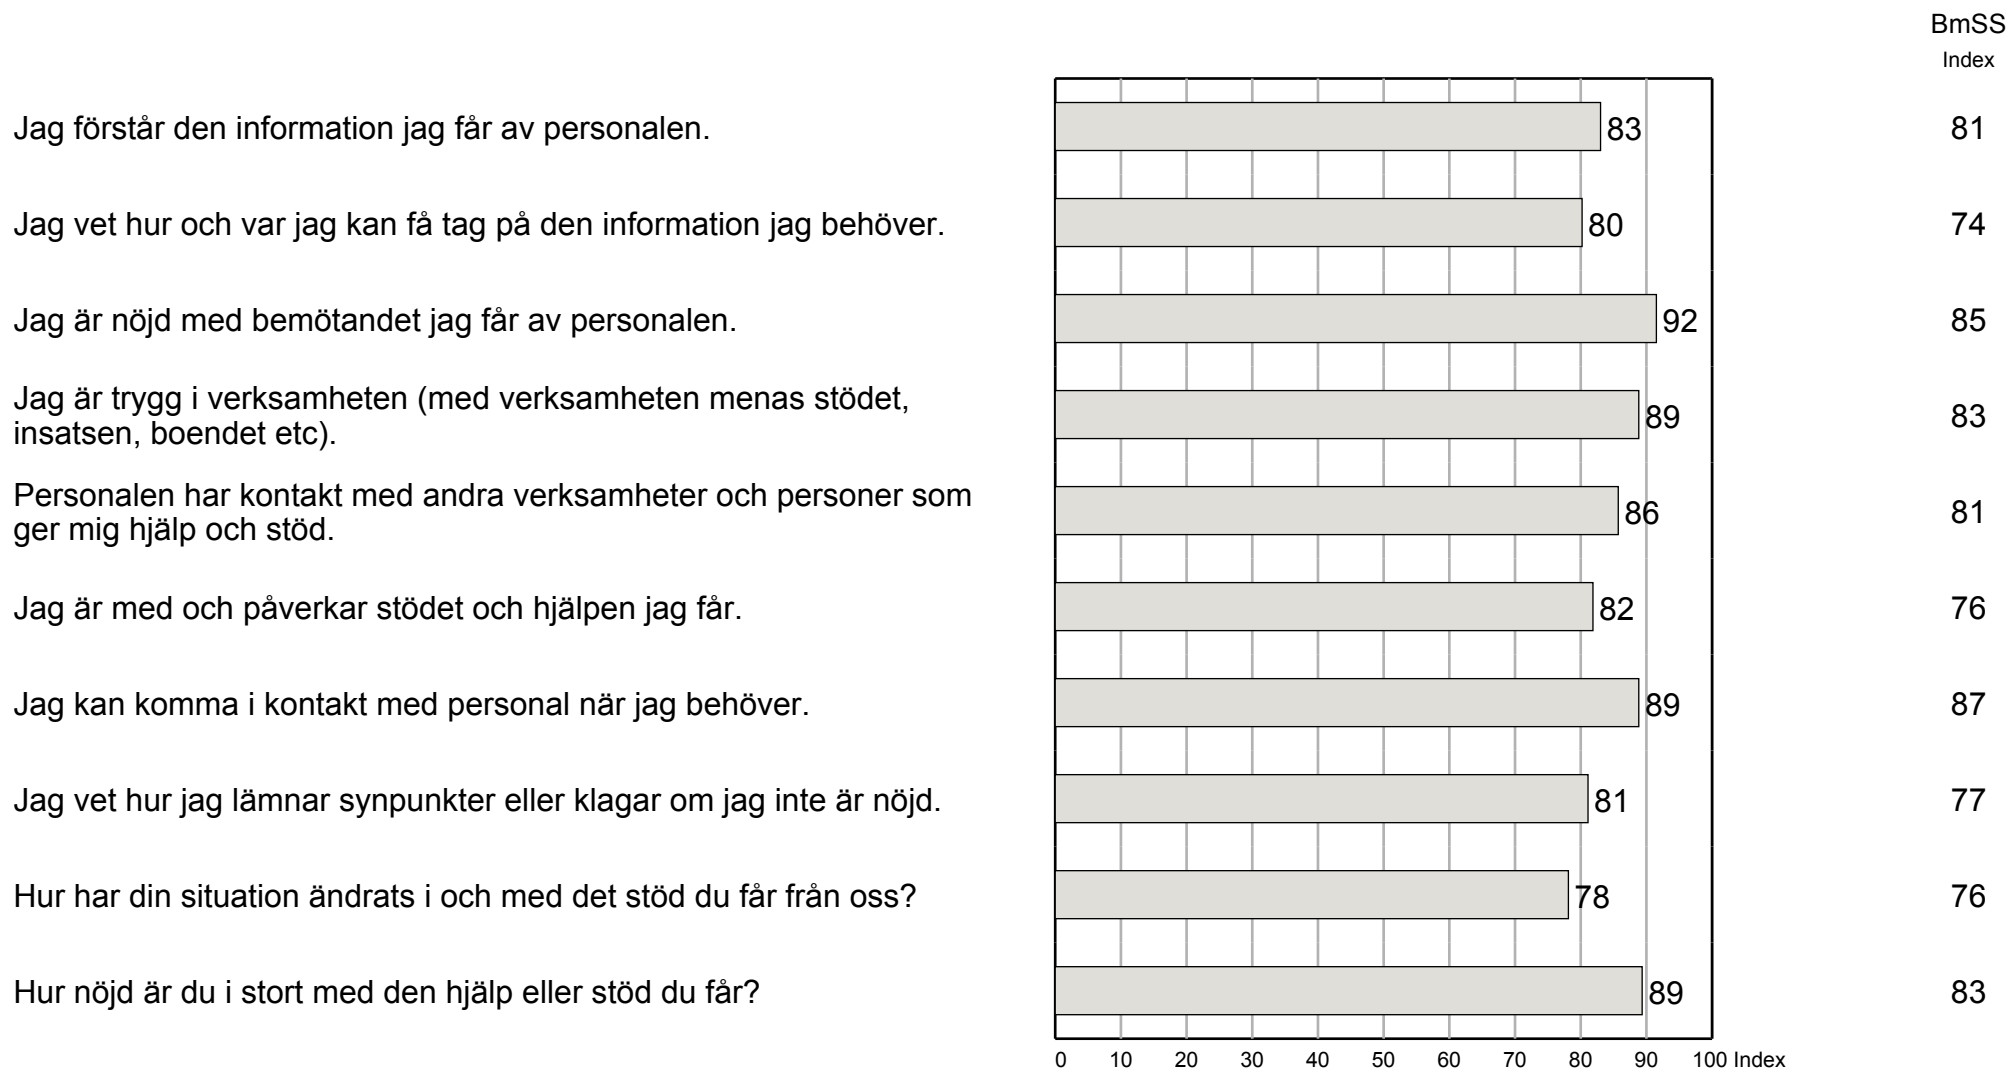 BmSS
Index
Jag förstår den information jag får av personalen. 83 81
Jag vet hur och var jag kan få tag på den information jag behöver. 80 74
Jag är nöjd med bemötandet jag får av personalen. 92 85
Jag är trygg i verksamheten (med verksamheten menas stödet,
insatsen, boendet etc). 89 83
Personalen har kontakt med andra verksamheter och personer som
ger mig hjälp och stöd. 86 81
Jag är med och påverkar stödet och hjälpen jag får. 82 76
Jag kan komma i kontakt med personal när jag behöver. 89 87
Jag vet hur jag lämnar synpunkter eller klagar om jag inte är nöjd. 81 77
Hur har din situation ändrats i och med det stöd du får från oss? 78 76
Hur nöjd är du i stort med den hjälp eller stöd du får? 89 83
0 10 20 30 40 50 60 70 80 90 100 Index